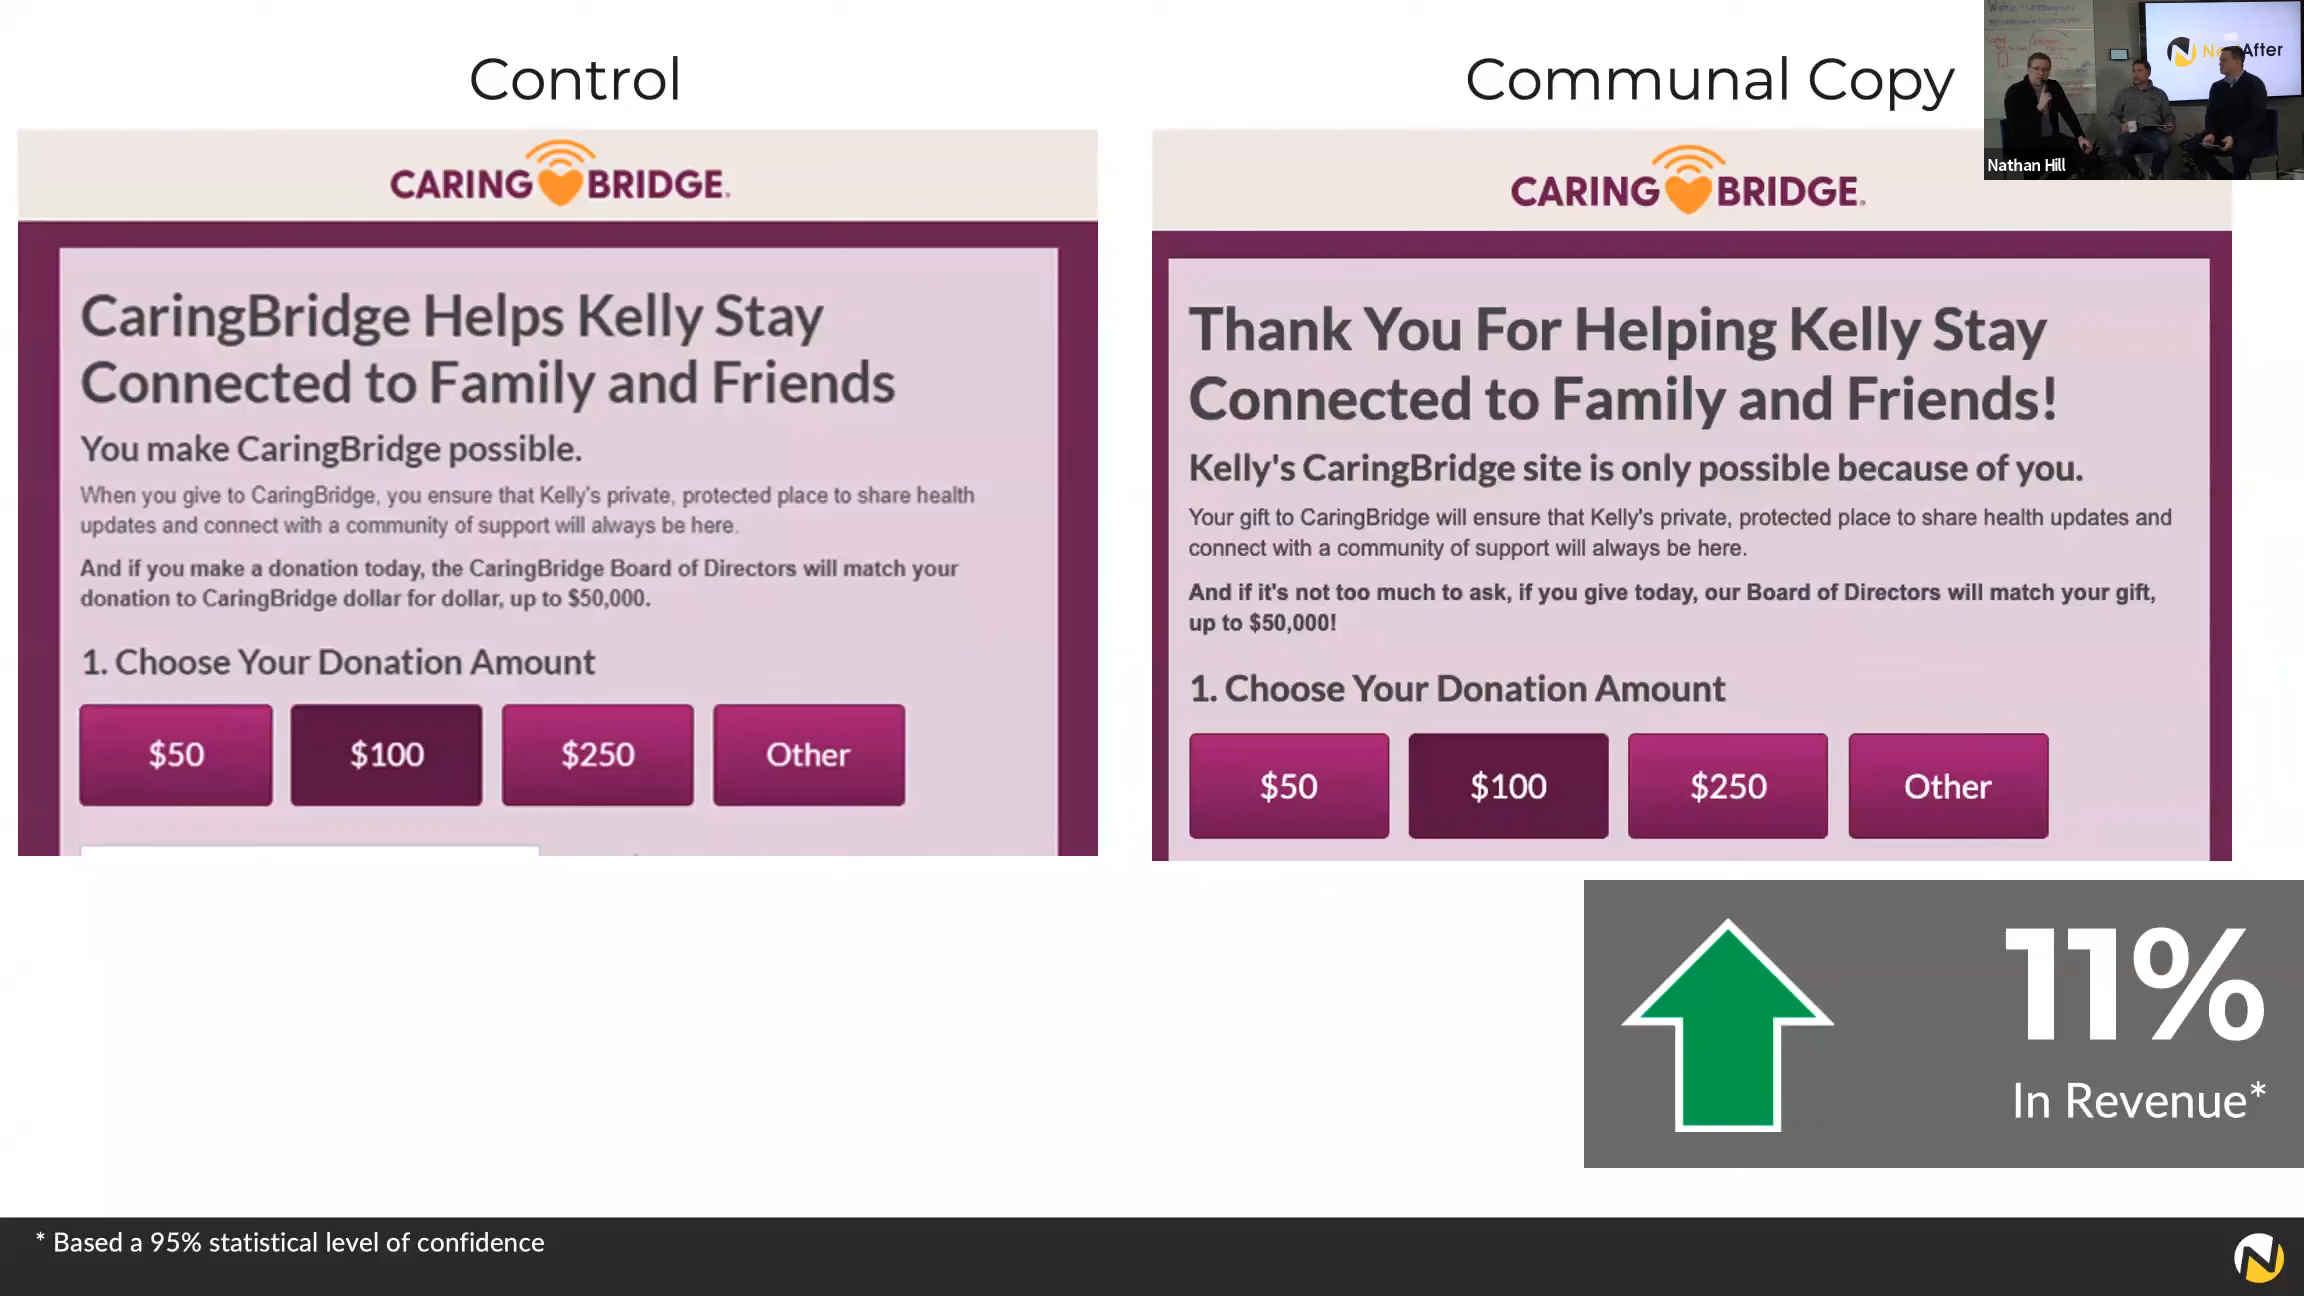 Control
CARING BRIDGE.
CaringBridge Helps Kelly Stay
Connected to Family and Friends
You make CaringBridge possible.
When you give to CaringBridge, you ensure that Kelly's private, protected place to share health
updates and connect with a community of support will always be here.
And if you make a donation today, the CaringBridge Board of Directors will match your
donation to CaringBridge dollar for dollar, up to $50,000.
1. Choose Your Donation Amount
$50
$100
$250
Other
Communal Copy
CARING BRIDGE.
Thank You For Helping Kelly Stay
Connected to Family and Friends!
Kelly's CaringBridge site is only possible because of you.
Your gift to CaringBridge will ensure that Kelly's private, protected place to share health updates and
connect with a community of support will always be here.
And if it's not too much to ask, if you give today, our Board of Directors will match your gift,
up to $50,000!
1. Choose Your Donation Amount
$50
$100
$250
Other
After
Nathan Hill
11%
In Revenue*
* Based a 95% statistical level of confidence
N